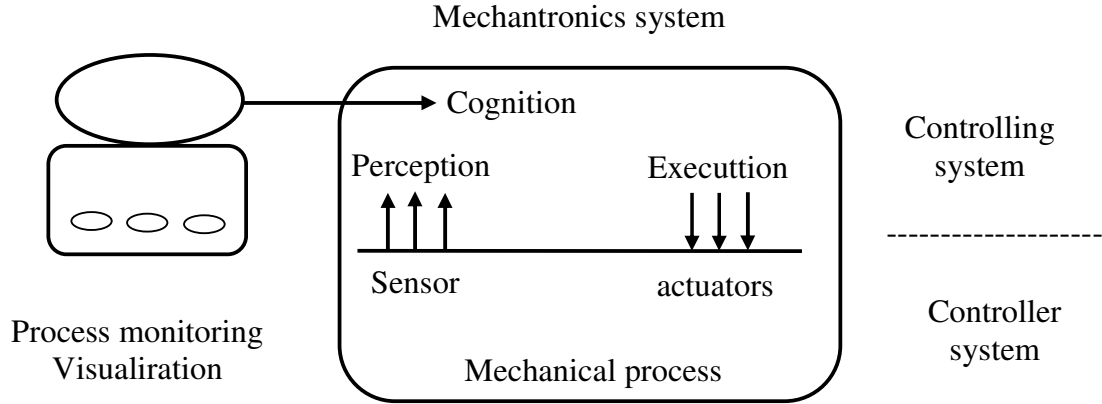 Mechantronics system
Cognition
Perception
Executtion
Sensor
actuators
Mechanical process
Process monitoring
Visualiration
Controlling
system
Controller
system